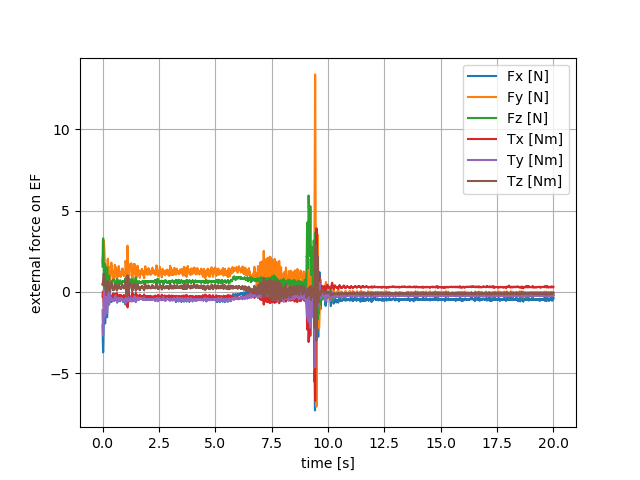 Fx [N]
Fy [N]
Fz [N]
Tx [Nm]
Ty [Nm]
Tz [Nm]
10
5
0
−5
external force on EF
0.0 2.5 5.0 7.5 10.0 12.5 15.0 17.5 20.0
time [s]